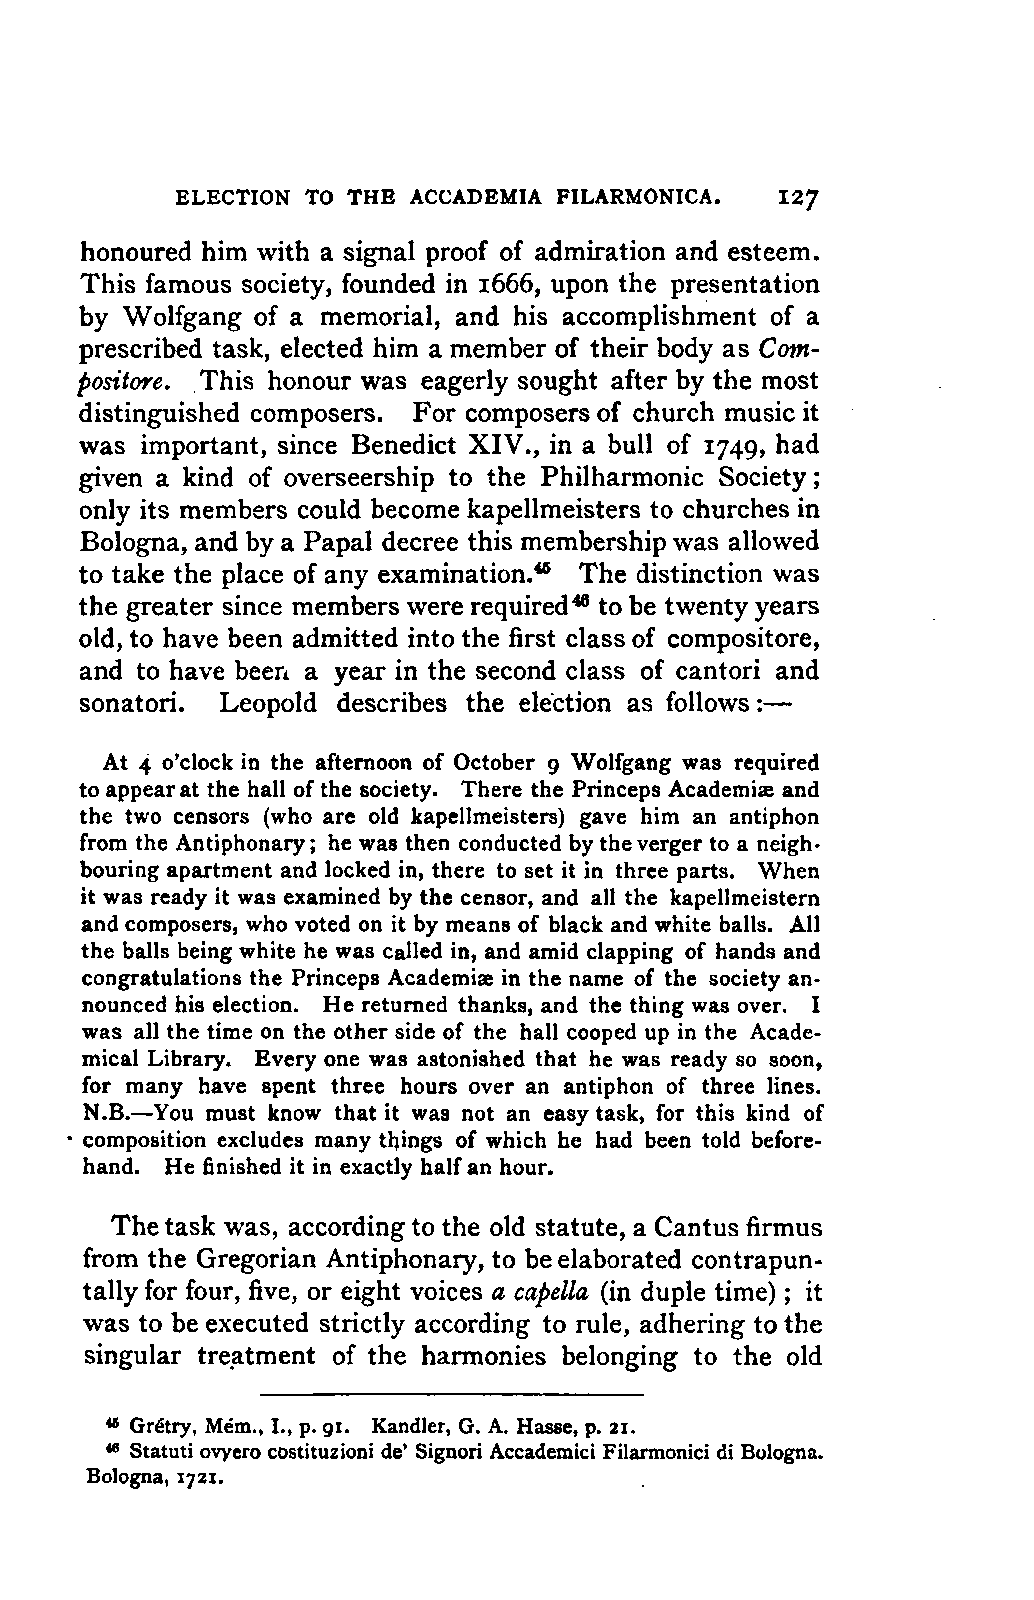 ELECTION TO THE ACCADEMIA FILARMONICA. 127
honoured him with a signal proof of admiration and esteem.
This famous society, founded in 1666, upon the presentation
by Wolfgang of a memorial, and his accomplishment of a
prescribed task, elected him a member of their body as Com-
positore. This honour was eagerly sought after by the most
distinguished composers. For composers of church music it
was important, since Benedict XIV., in a bull of 1749, had
given a kind of overseership to the Philharmonic Society;
only its members could become kapellmeisters to churches in
Bologna, and by a Papal decree this membership was allowed
to take the place of any examination.⁴⁵ The distinction was
the greater since members were required⁴⁶ to be twenty years
old, to have been admitted into the first class of compositore,
and to have been a year in the second class of cantori and
sonatori. Leopold describes the election as follows:—
At 4 o'clock in the afternoon of October 9 Wolfgang was required
to appear at the hall of the society. There the Princeps Academiæ and
the two censors (who are old kapellmeisters) gave him an antiphon
from the Antiphonary; he was then conducted by the verger to a neigh-
bouring apartment and locked in, there to set it in three parts. When
it was ready it was examined by the censor, and all the kapellmeistern
and composers, who voted on it by means of black and white balls. All
the balls being white he was called in, and amid clapping of hands and
congratulations the Princeps Academiæ in the name of the society an-
nounced his election. He returned thanks, and the thing was over. I
was all the time on the other side of the hall cooped up in the Acade-
mical Library. Every one was astonished that he was ready so soon,
for many have spent three hours over an antiphon of three lines.
N.B.—You must know that it was not an easy task, for this kind of
composition excludes many things of which he had been told before-
hand. He finished it in exactly half an hour.
The task was, according to the old statute, a Cantus firmus
from the Gregorian Antiphonary, to be elaborated contrapun-
tally for four, five, or eight voices a capella (in duple time); it
was to be executed strictly according to rule, adhering to the
singular treatment of the harmonies belonging to the old
⁴⁵ Grétry, Mém., I., p. 91. Kandler, G. A. Hasse, p. 21.
⁴⁶ Statuti ovyero costituzioni de' Signori Accademici Filarmonici di Bologna.
Bologna, 1721.